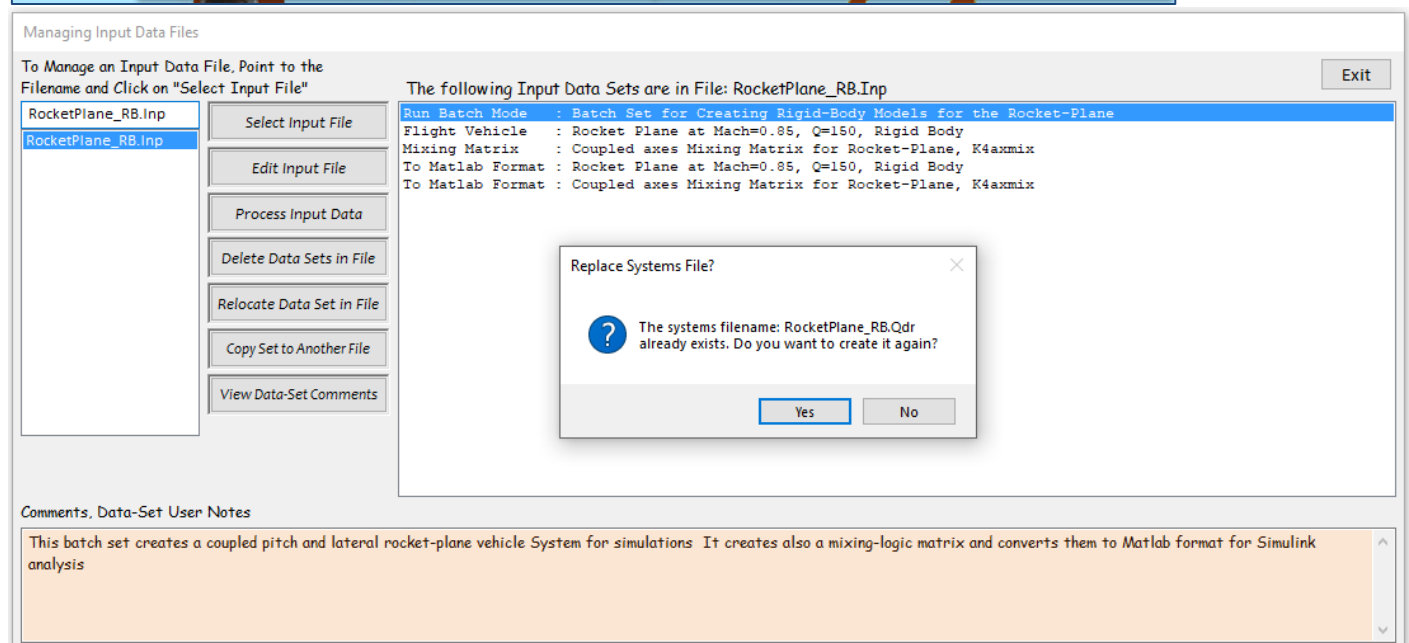 Managing Input Data Files
To Manage an Input Data File, Point to the
Filename and Click on "Select Input File"
The following Input Data Sets are in File: RocketPlane_RB.Inp
Exit
RocketPlane_RB.Inp
RocketPlane_RB.Inp
Select Input File
Edit Input File
Process Input Data
Delete Data Sets in File
Relocate Data Set in File
Copy Set to Another File
View Data-Set Comments
Run Batch Mode : Batch Set for Creating Rigid-Body Models for the Rocket-Plane
Flight Vehicle : Rocket Plane at Mach=0.85, Q=150, Rigid Body
Mixing Matrix : Coupled axes Mixing Matrix for Rocket-Plane, K4axmix
To Matlab Format : Rocket Plane at Mach=0.85, Q=150, Rigid Body
To Matlab Format : Coupled axes Mixing Matrix for Rocket-Plane, K4axmix
Replace Systems File?
The systems filename: RocketPlane_RB.Qdr
already exists. Do you want to create it again?
Yes
No
Comments, Data-Set User Notes
This batch set creates a coupled pitch and lateral rocket-plane vehicle System for simulations It creates also a mixing-logic matrix and converts them to Matlab format for Simulink
analysis